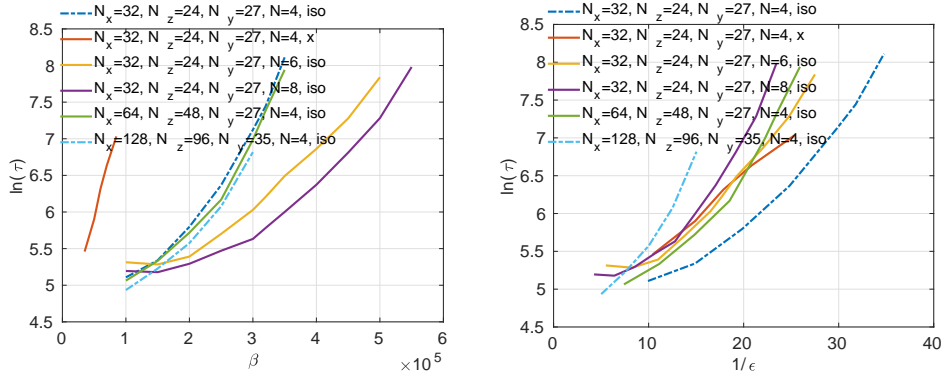 8.5
8
7.5
7
6.5
6
5.5
5
4.5
ln(τ)
N_x=32, N_z=24, N_y=27, N=4, iso
N_x=32, N_z=24, N_y=27, N=4, x
N_x=32, N_z=24, N_y=27, N=6, iso
N_x=32, N_z=24, N_y=27, N=8, iso
N_x=64, N_z=48, N_y=27, N=4, iso
N_x=128, N_z=96, N_y=35, N=4, iso
0 1 2 3 4 5 6
β
×10^5
8.5
8
7.5
7
6.5
6
5.5
5
4.5
ln(τ)
N_x=32, N_z=24, N_y=27, N=4, iso
N_x=32, N_z=24, N_y=27, N=4, x
N_x=32, N_z=24, N_y=27, N=6, iso
N_x=32, N_z=24, N_y=27, N=8, iso
N_x=64, N_z=48, N_y=27, N=4, iso
N_x=128, N_z=96, N_y=35, N=4, iso
0 10 20 30 40
1/ϵ